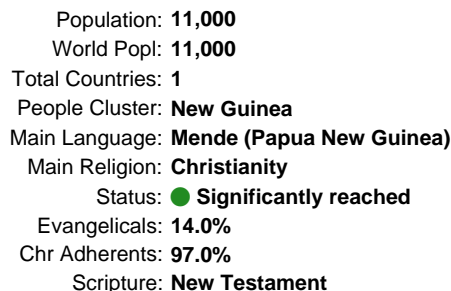 Population: 11,000
World Popl: 11,000
Total Countries: 1
People Cluster: New Guinea
Main Language: Mende (Papua New Guinea)
Main Religion: Christianity
Status: Significantly reached
Evangelicals: 14.0%
Chr Adherents: 97.0%
Scripture: New Testament